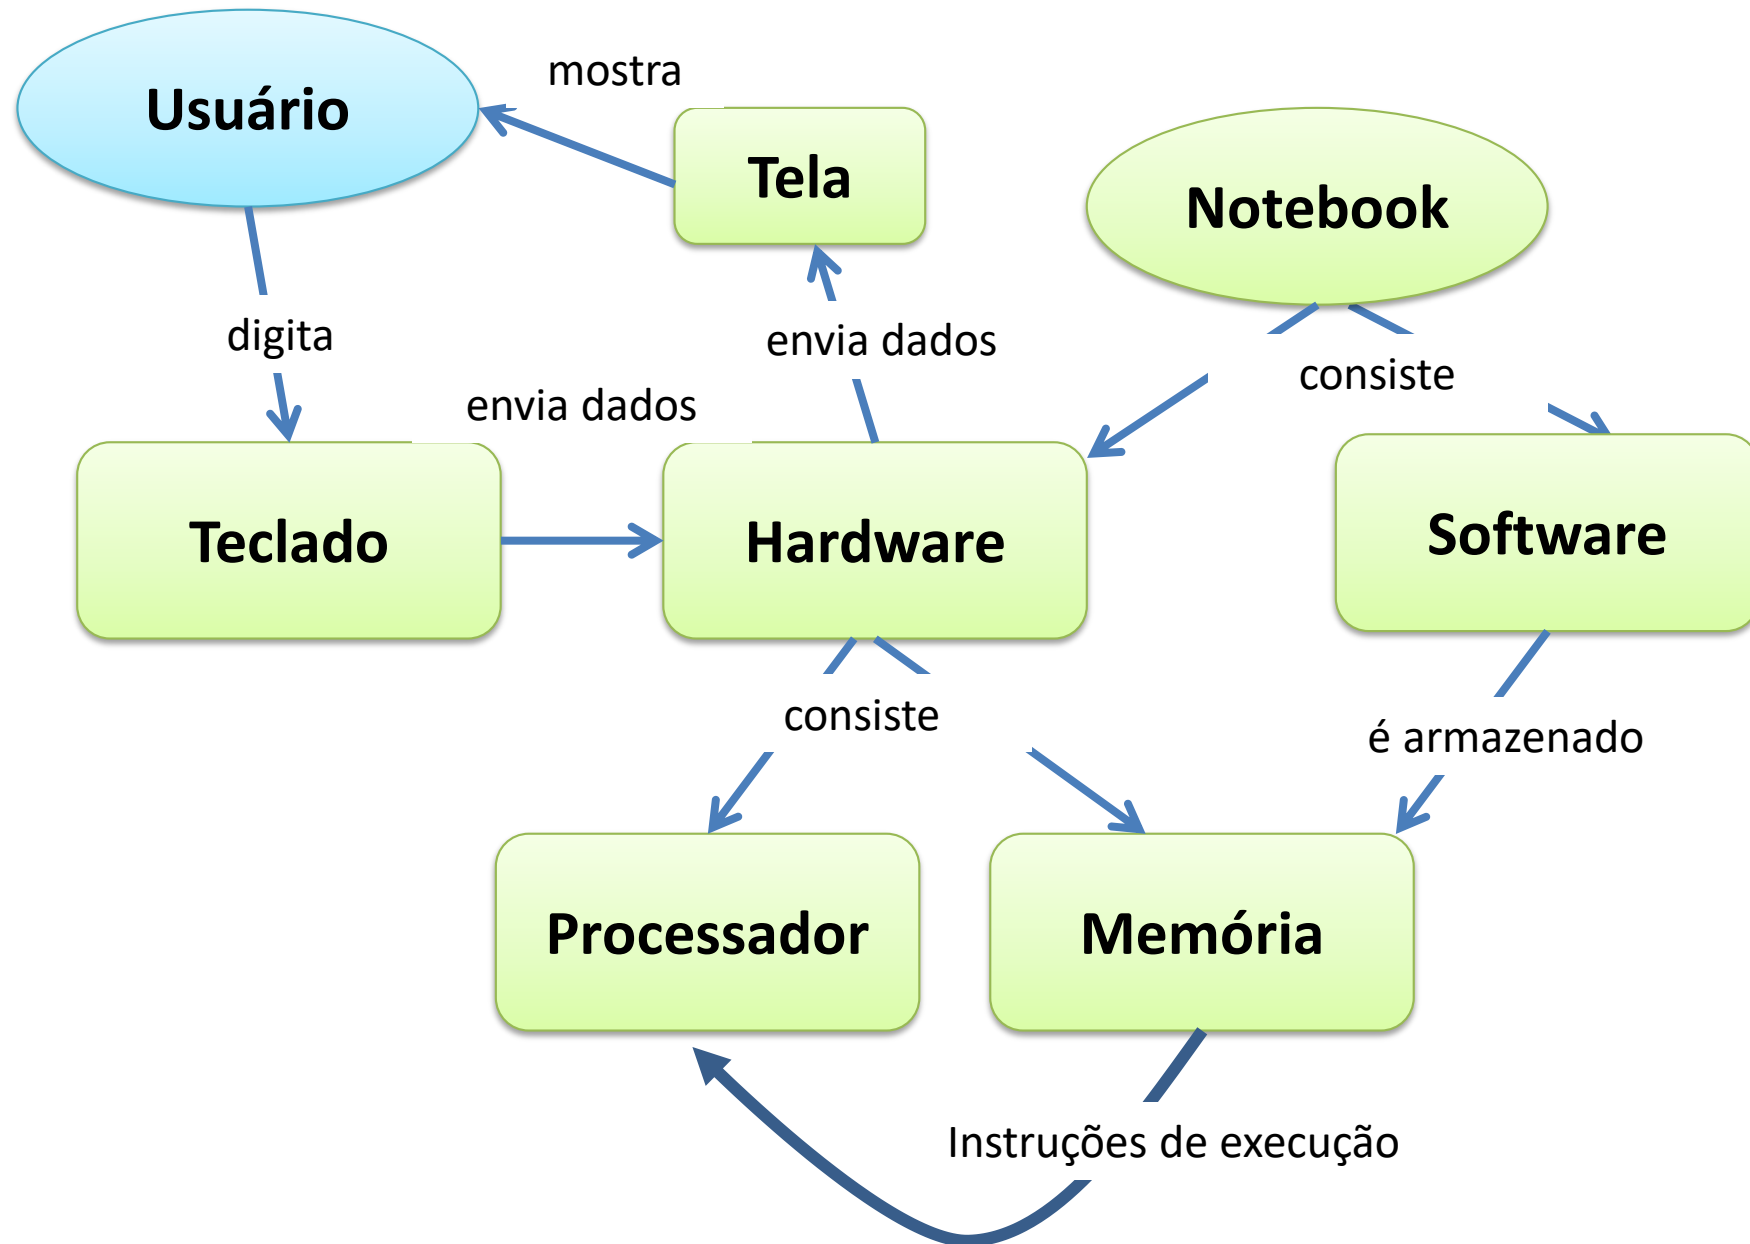 mostra
Usuário
Tela
Notebook
digita
envia dados
consiste
envia dados
Teclado
Hardware
Software
consiste
é armazenado
Processador
Memória
Instruções de execução